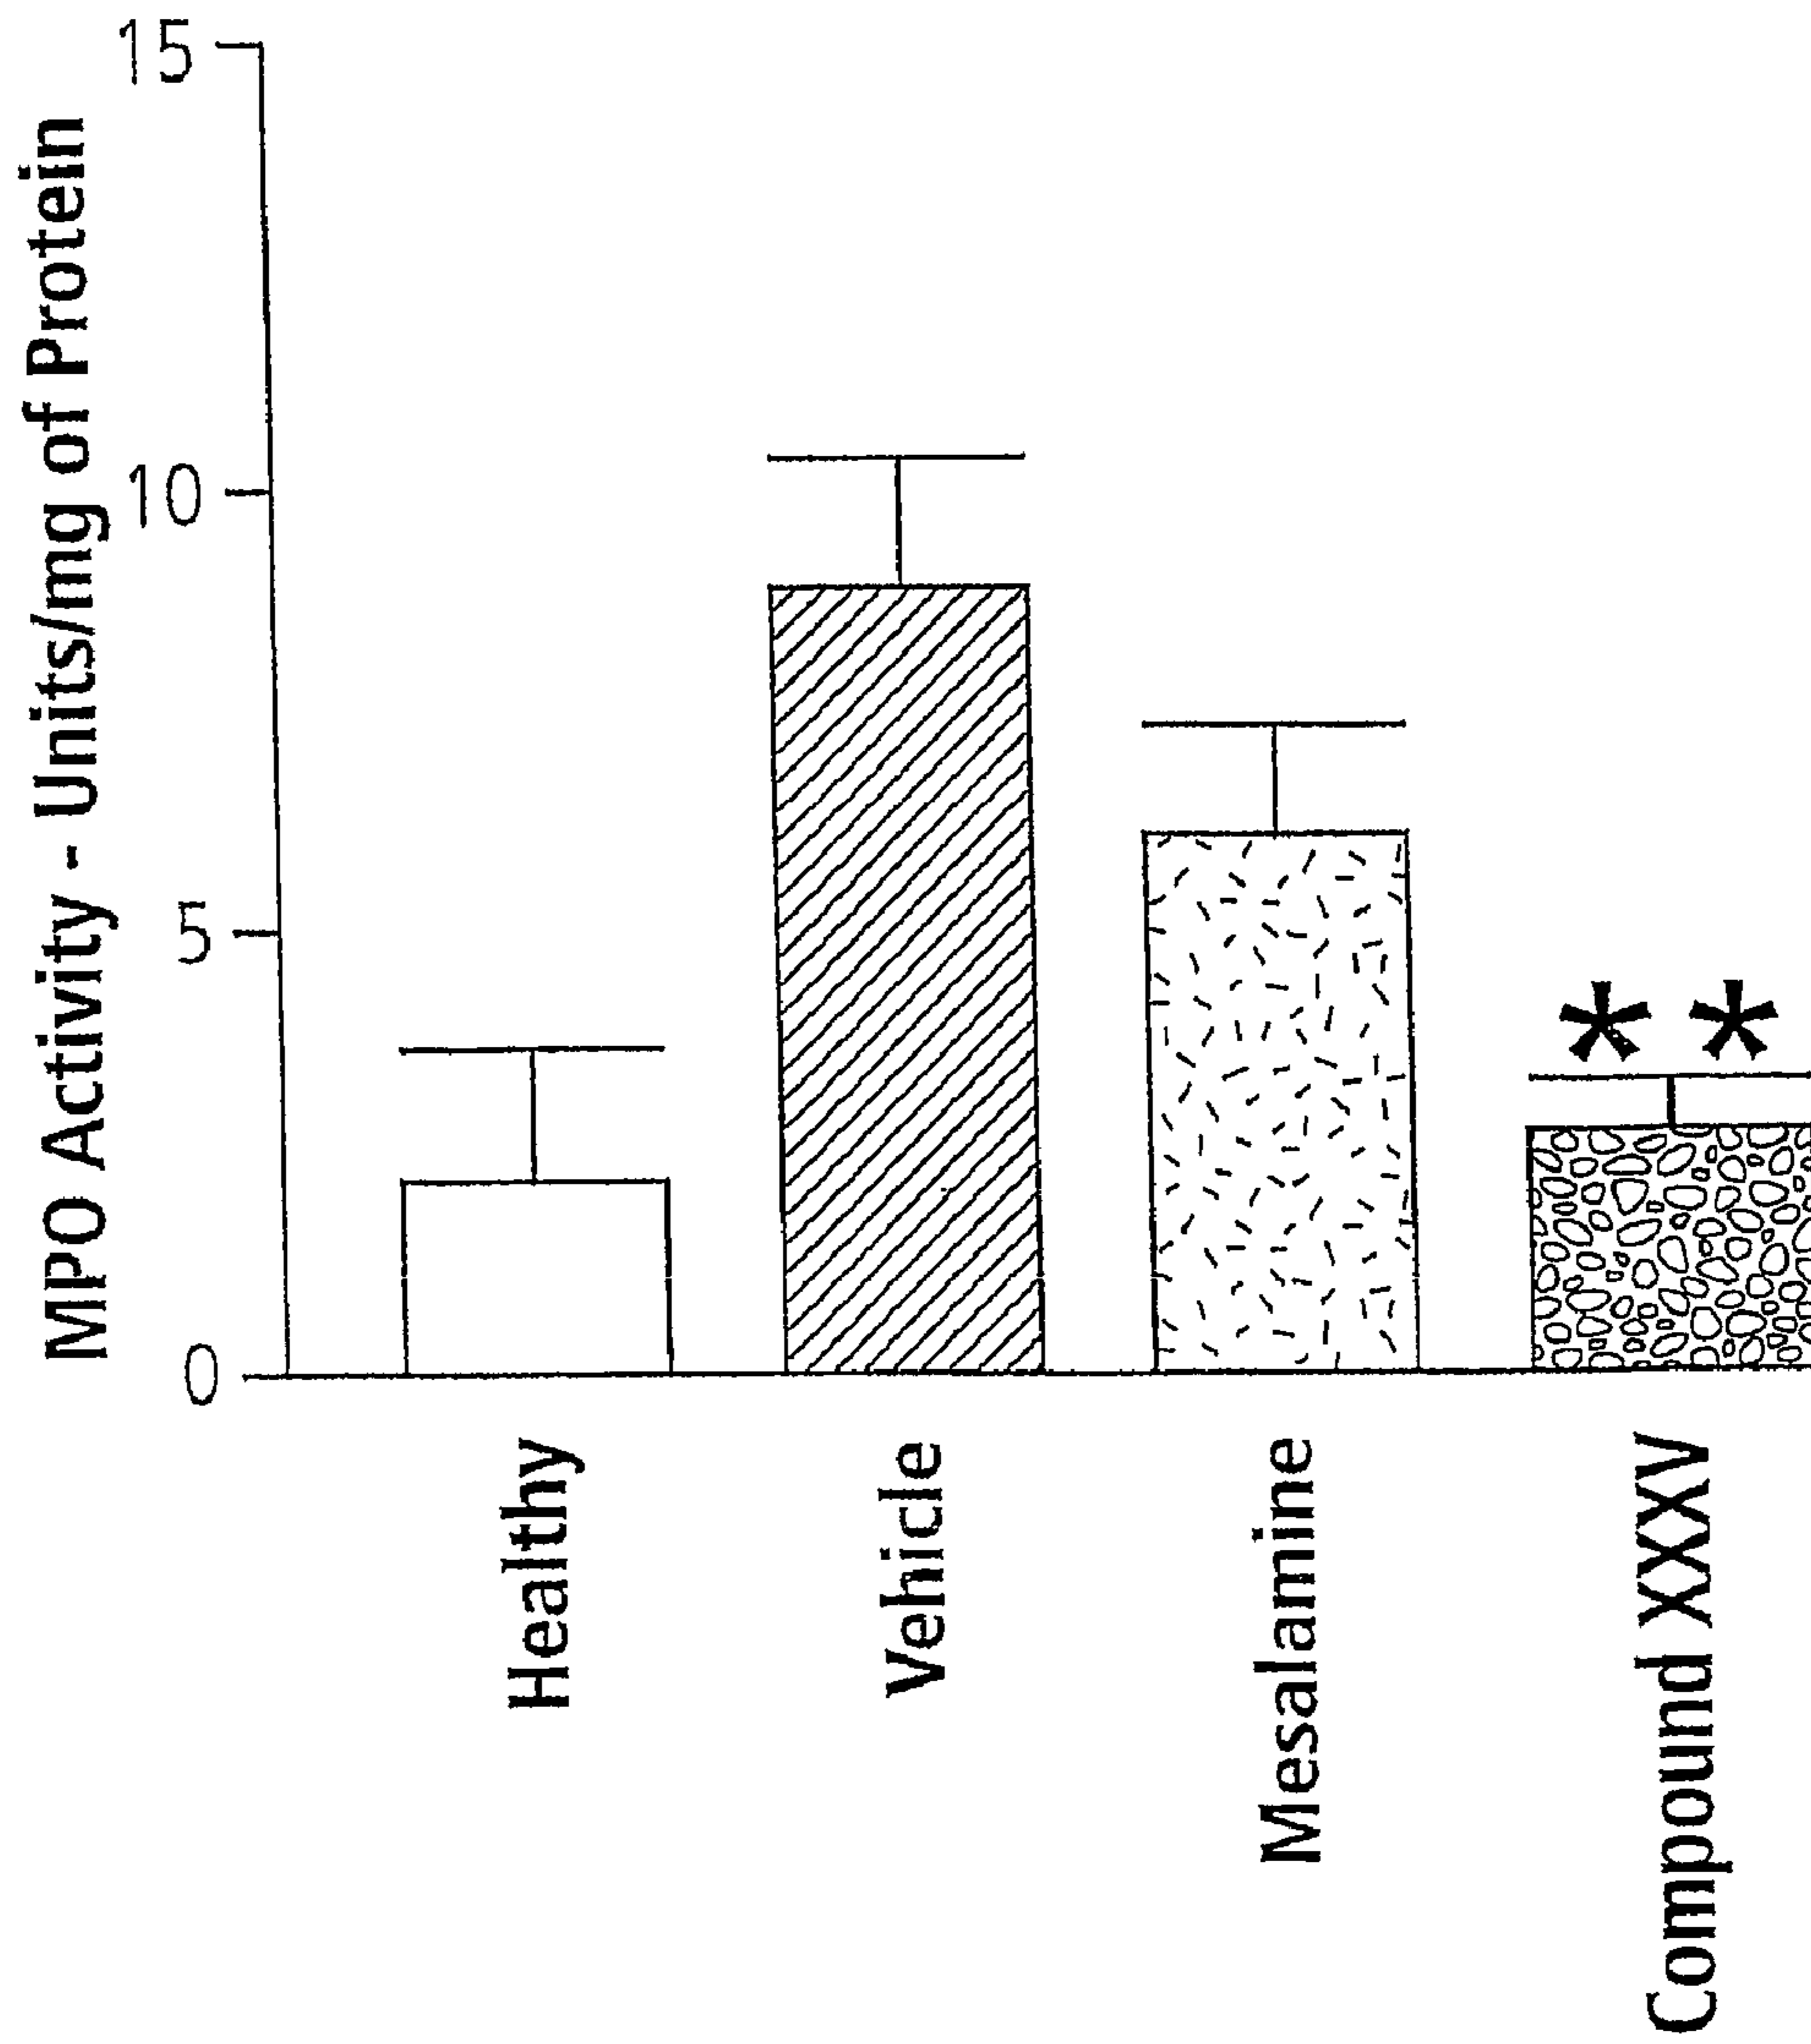 MPO Activity - Units/mg of Protein
15
10
5
0
* *
Healthy
Vehicle
Mesalamine
Compound XXXV